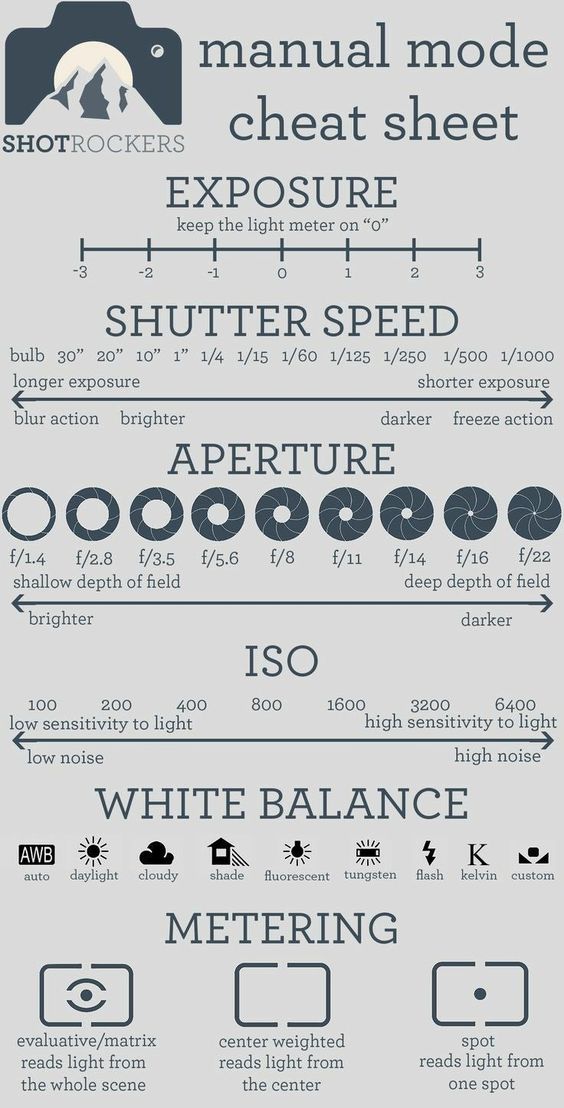 manual mode
cheat sheet
SHOTROCKERS
EXPOSURE
keep the light meter on “0”
-3 -2 -1 0 1 2 3
SHUTTER SPEED
bulb 30” 20” 10” 1” 1/4 1/15 1/60 1/125 1/250 1/500 1/1000
longer exposure shorter exposure
blur action brighter darker freeze action
APERTURE
f/1.4 f/2.8 f/3.5 f/5.6 f/8 f/11 f/14 f/16 f/22
shallow depth of field deep depth of field
brighter darker
ISO
100 200 400 800 1600 3200 6400
low sensitivity to light high sensitivity to light
low noise high noise
WHITE BALANCE
AWB K
auto daylight cloudy shade fluorescent tungsten flash kelvin custom
METERING
evaluative/matrix center weighted spot
reads light from reads light from reads light from
the whole scene the center one spot